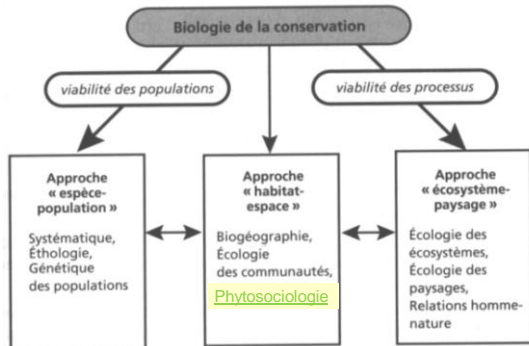 Biologie de la conservation
viabilité des populations
viabilité des processus
Approche
« espèce-
population »
Systématique,
Éthologie,
Génétique
des populations
Approche
« habitat-
espace »
Biogéographie,
Écologie
des communautés,
Phytosociologie
Approche
« écosystème-
paysage »
Écologie des
écosystèmes,
Écologie des
paysages,
Relations homme-
nature